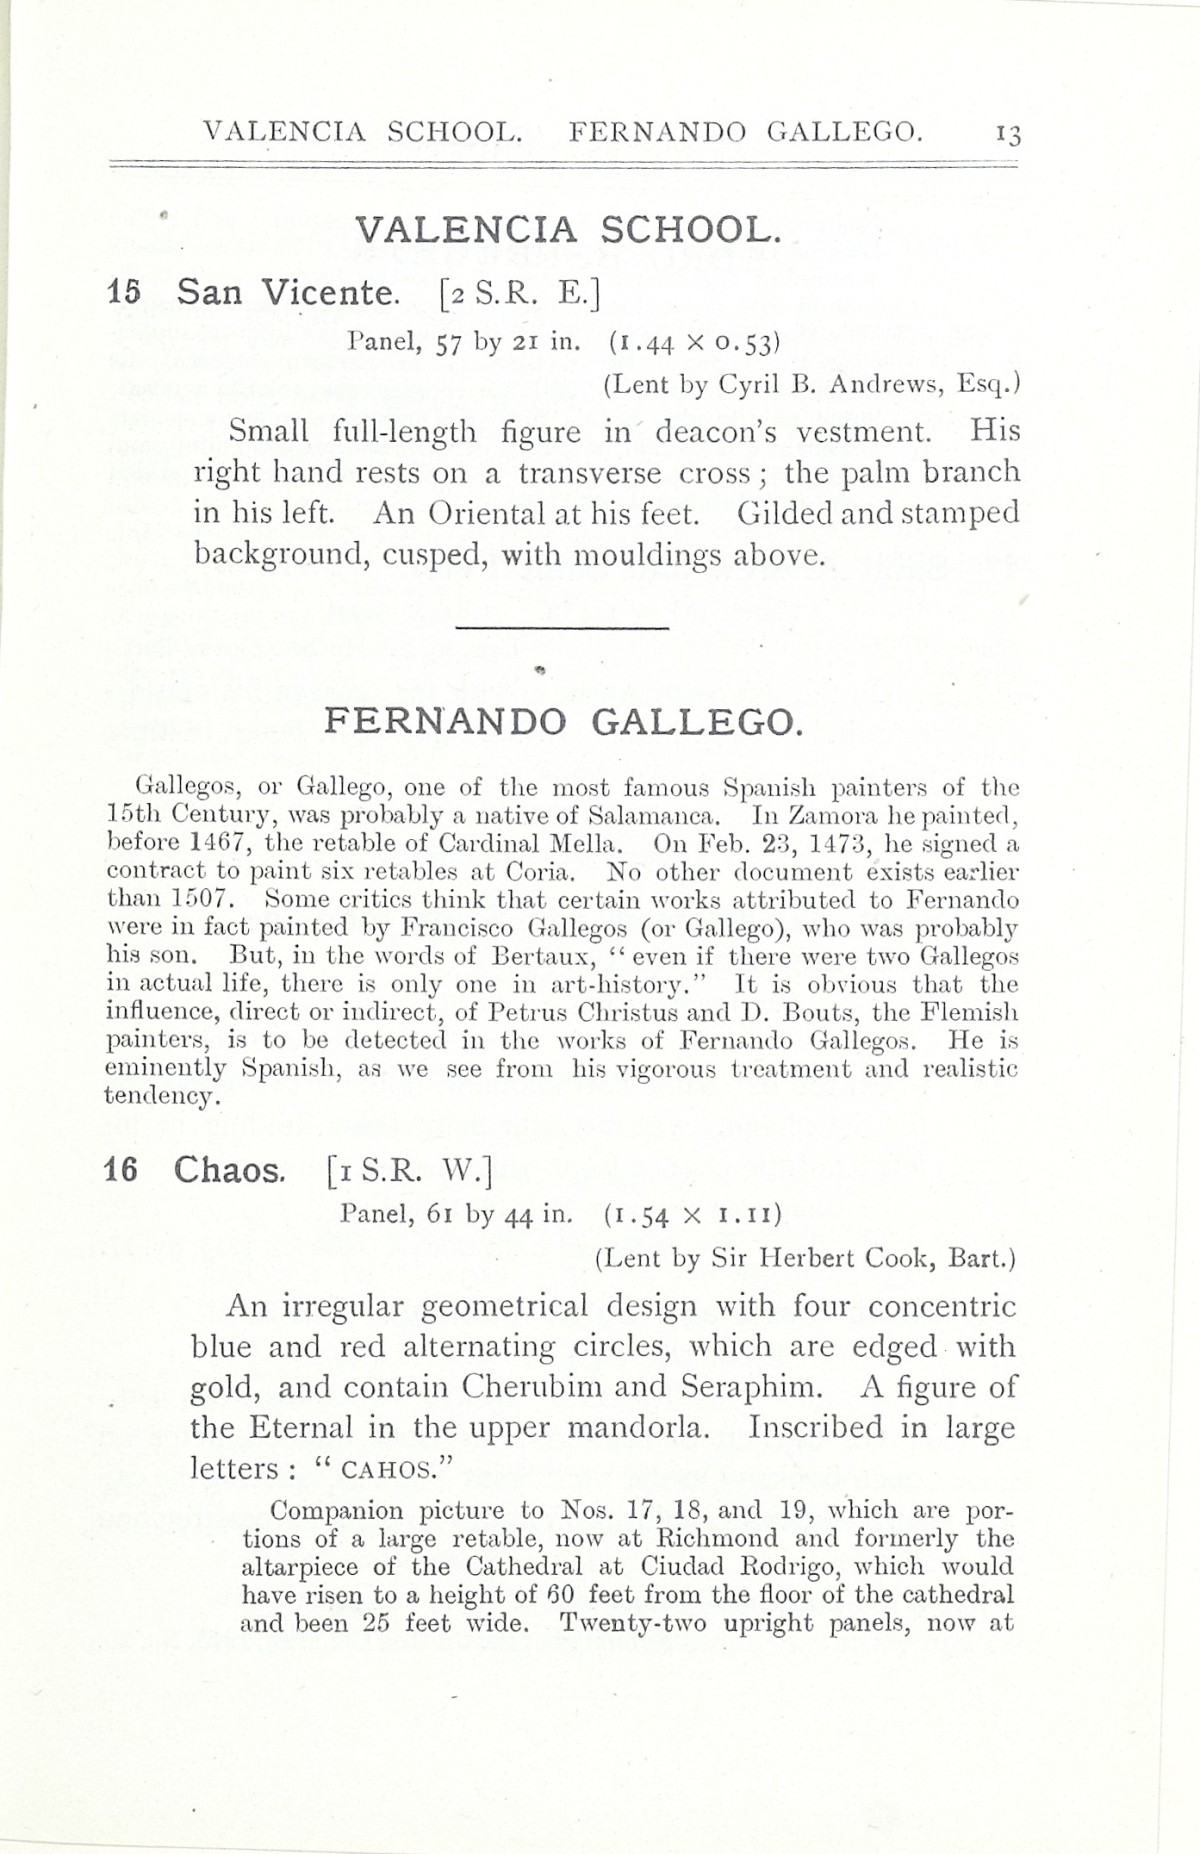 VALENCIA SCHOOL. FERNANDO GALLEGO. 13
VALENCIA SCHOOL.
15 San Vicente. [2 S.R. E.]
Panel, 57 by 21 in. (1.44 × 0.53)
(Lent by Cyril B. Andrews, Esq.)
Small full-length figure in deacon's vestment. His
right hand rests on a transverse cross; the palm branch
in his left. An Oriental at his feet. Gilded and stamped
background, cusped, with mouldings above.
FERNANDO GALLEGO.
Gallegos, or Gallego, one of the most famous Spanish painters of the
15th Century, was probably a native of Salamanca. In Zamora he painted,
before 1467, the retable of Cardinal Mella. On Feb. 23, 1473, he signed a
contract to paint six retables at Coria. No other document exists earlier
than 1507. Some critics think that certain works attributed to Fernando
were in fact painted by Francisco Gallegos (or Gallego), who was probably
his son. But, in the words of Bertaux, "even if there were two Gallegos
in actual life, there is only one in art-history." It is obvious that the
influence, direct or indirect, of Petrus Christus and D. Bouts, the Flemish
painters, is to be detected in the works of Fernando Gallegos. He is
eminently Spanish, as we see from his vigorous treatment and realistic
tendency.
16 Chaos. [1 S.R. W.]
Panel, 61 by 44 in. (1.54 × 1.11)
(Lent by Sir Herbert Cook, Bart.)
An irregular geometrical design with four concentric
blue and red alternating circles, which are edged with
gold, and contain Cherubim and Seraphim. A figure of
the Eternal in the upper mandorla. Inscribed in large
letters: "CAHOS."
Companion picture to Nos. 17, 18, and 19, which are por-
tions of a large retable, now at Richmond and formerly the
altarpiece of the Cathedral at Ciudad Rodrigo, which would
have risen to a height of 60 feet from the floor of the cathedral
and been 25 feet wide. Twenty-two upright panels, now at